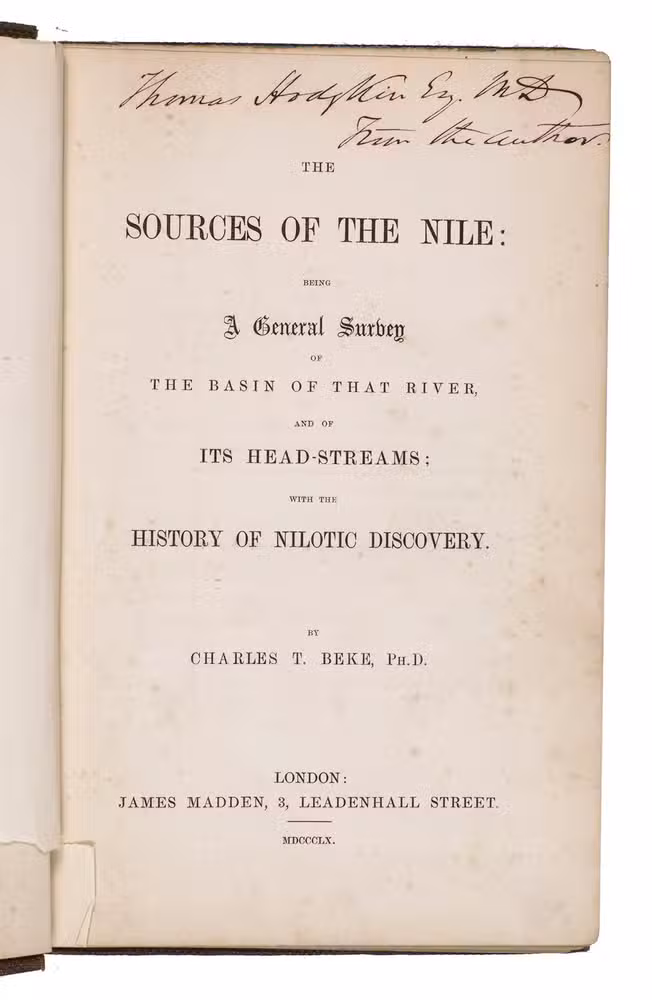 Thomas Hodgkin Esq. MD
From the author.
THE
SOURCES OF THE NILE:
BEING
A General Survey
OF
THE BASIN OF THAT RIVER,
AND OF
ITS HEAD-STREAMS;
WITH THE
HISTORY OF NILOTIC DISCOVERY.
BY
CHARLES T. BEKE, PH.D.
LONDON:
JAMES MADDEN, 3, LEADENHALL STREET.
MDCCCLX.